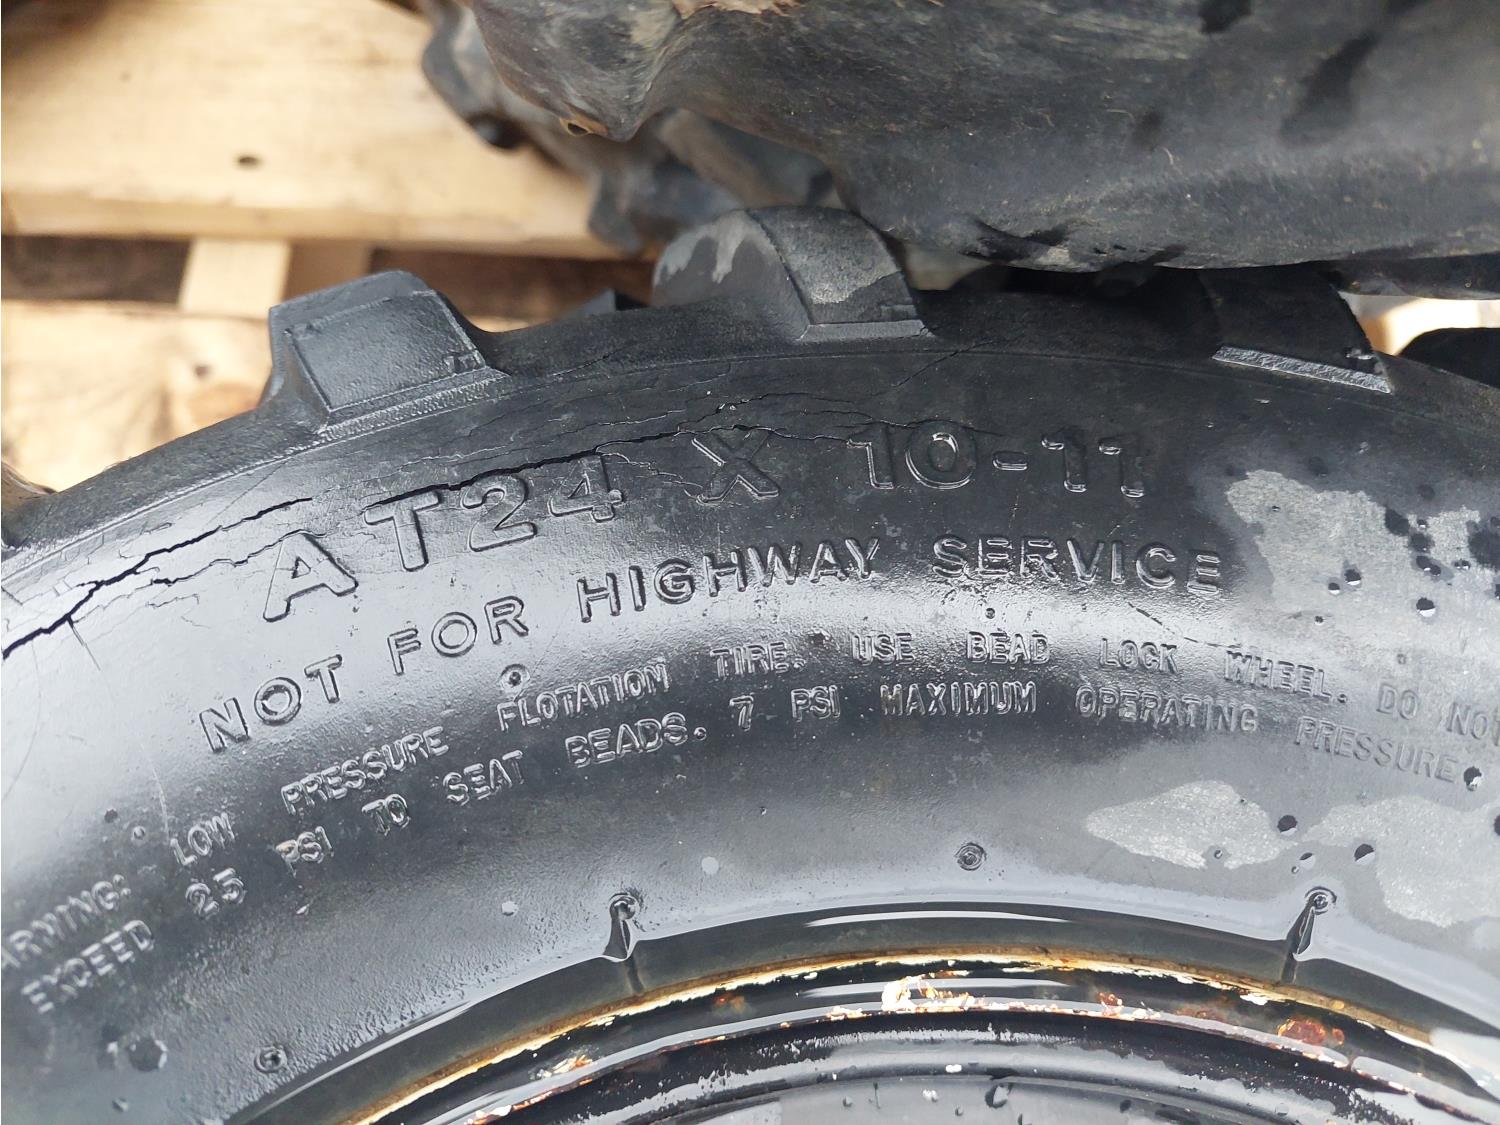 AT24 X 10-11
NOT FOR HIGHWAY SERVICE
ARNING: LOW PRESSURE FLOTATION TIRE. USE BEAD LOCK WHEEL. DO NOT
EXCEED 25 PSI TO SEAT BEADS. 7 PSI MAXIMUM OPERATING PRESSURE